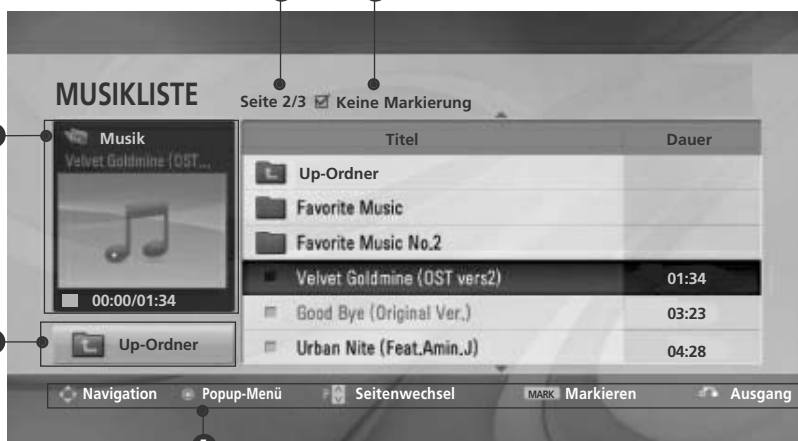 MUSIKLISTE
Seite 2/3 Keine Markierung
Musik
Velvet Goldmine (OST...
00:00/01:34
Up-Ordner
Titel Dauer
Up-Ordner
Favorite Music
Favorite Music No.2
Velvet Goldmine (OST vers2) 01:34
Good Bye (Original Ver.) 03:23
Urban Nite (Feat.Amin.J) 04:28
Navigation Popup-Menü P Seitenwechsel MARK Markieren Ausgang